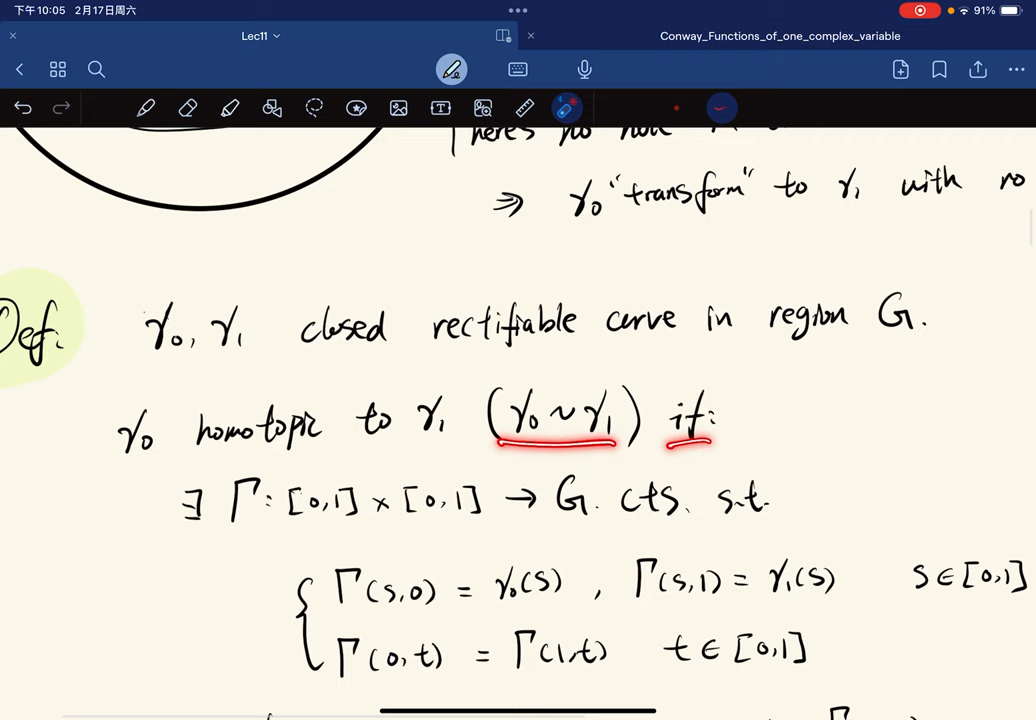 下午10:05 2月17日周六
91%
Lec11
Conway_Functions_of_one_complex_variable
There's no
⇒ γ₀ "transform" to γ₁ with no
Def: γ₀, γ₁ closed rectifiable curve in region G.
γ₀ homotopic to γ₁ (γ₀ ~ γ₁) if:
∃ Γ: [0,1] × [0,1] → G. cts. s.t.
Γ(s,0) = γ₀(s), Γ(s,1) = γ₁(s) s ∈ [0,1]
Γ(0,t) = Γ(1,t) t ∈ [0,1]